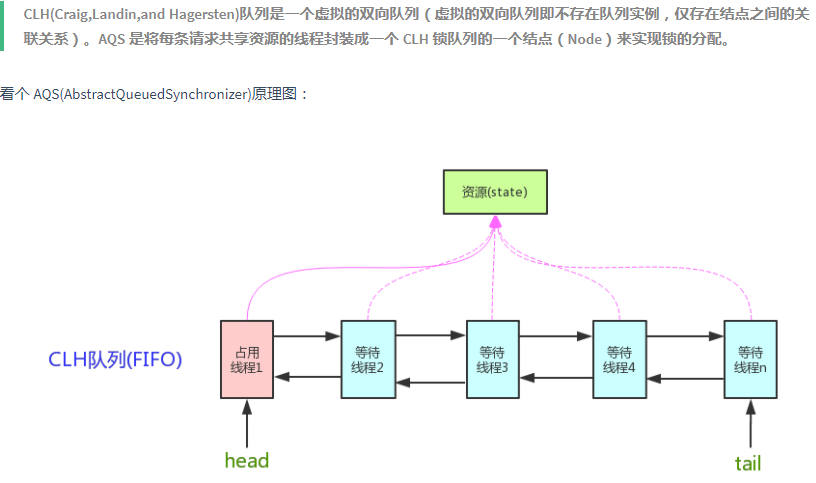 CLH(Craig,Landin,and Hagersten)队列是一个虚拟的双向队列（虚拟的双向队列即不存在队列实例，仅存在结点之间的关
联关系）。AQS 是将每条请求共享资源的线程封装成一个 CLH 锁队列的一个结点（Node）来实现锁的分配。
看个 AQS(AbstractQueuedSynchronizer)原理图：
资源(state)
CLH队列(FIFO)
占用
线程1
等待
线程2
等待
线程3
等待
线程4
等待
线程n
head
tail